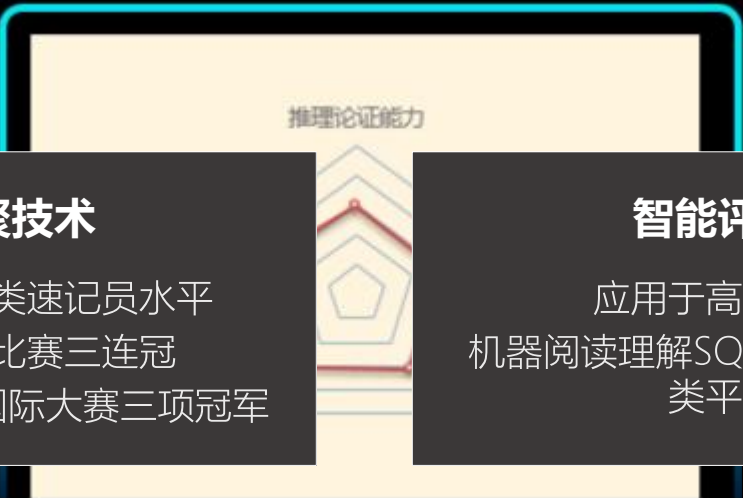 推理论证能力
技术
类速记员水平
比赛三连冠
国际大赛三项冠军
智能评
应用于高
机器阅读理解SQ
类平